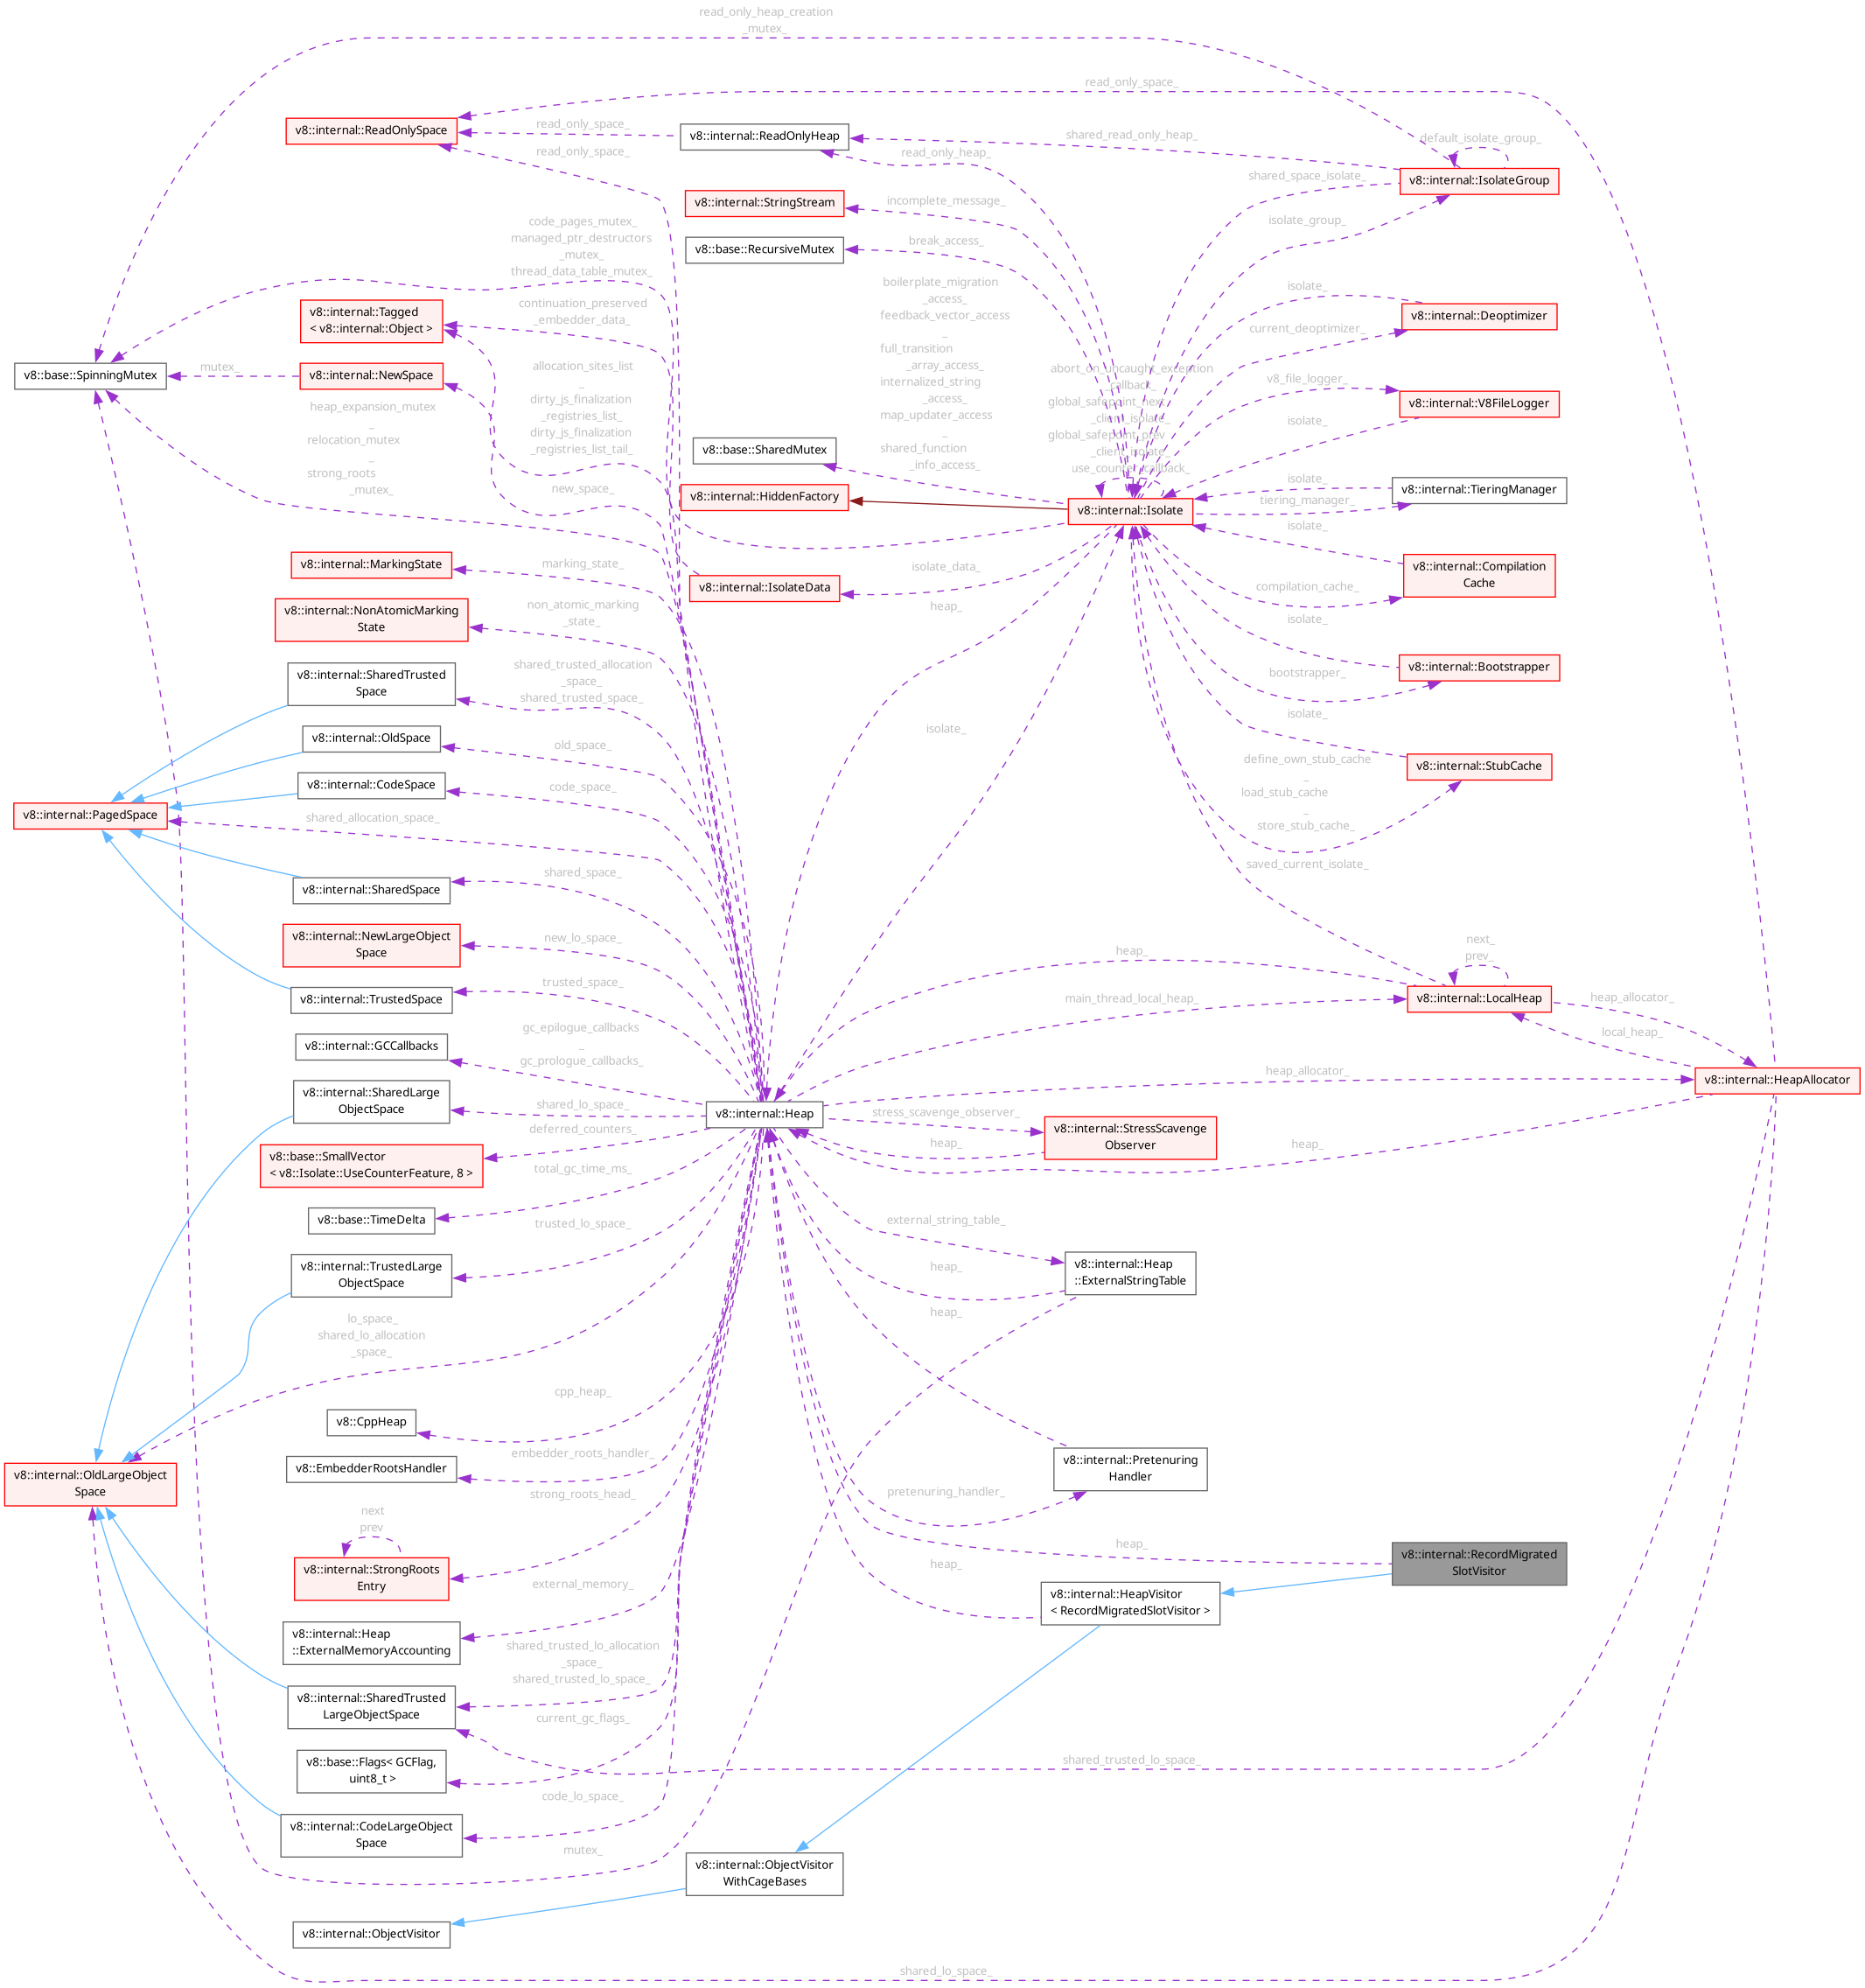 read_only_heap_creation
_mutex_
read_only_space_
v8::internal::ReadOnlySpace
read_only_space_
v8::internal::ReadOnlyHeap
shared_read_only_heap_
default_isolate_group_
read_only_space_
read_only_heap_
shared_space_isolate_
v8::internal::IsolateGroup
v8::internal::StringStream
incomplete_message_
isolate_group_
code_pages_mutex_
managed_ptr_destructors
_mutex_
thread_data_table_mutex_
v8::base::RecursiveMutex
break_access_
boilerplate_migration
_access_
feedback_vector_access
_
full_transition
_array_access_
internalized_string
_access_
map_updater_access
_
shared_function
_info_access_
isolate_
v8::internal::Tagged
< v8::internal::Object >
continuation_preserved
_embedder_data_
v8::internal::Deoptimizer
current_deoptimizer_
v8::base::SpinningMutex
mutex_
v8::internal::NewSpace
allocation_sites_list
_
dirty_js_finalization
_registries_list_
dirty_js_finalization
_registries_list_tail_
abort_on_uncaught_exception
_callback_
global_safepoint_next
_client_isolate_
global_safepoint_prev
_client_isolate_
use_counter_callback_
v8_file_logger_
v8::internal::V8FileLogger
isolate_
heap_expansion_mutex
_
relocation_mutex
_
strong_roots
_mutex_
v8::base::SharedMutex
new_space_
v8::internal::HiddenFactory
v8::internal::Isolate
isolate_
tiering_manager_
v8::internal::TieringManager
isolate_
v8::internal::MarkingState
marking_state_
v8::internal::IsolateData
isolate_data_
v8::internal::Compilation
Cache
compilation_cache_
v8::internal::NonAtomicMarking
State
non_atomic_marking
_state_
heap_
isolate_
v8::internal::SharedTrusted
Space
shared_trusted_allocation
_space_
shared_trusted_space_
bootstrapper_
v8::internal::Bootstrapper
v8::internal::OldSpace
old_space_
isolate_
isolate_
v8::internal::CodeSpace
code_space_
define_own_stub_cache
_
load_stub_cache
_
store_stub_cache_
v8::internal::StubCache
v8::internal::PagedSpace
shared_allocation_space_
v8::internal::SharedSpace
shared_space_
saved_current_isolate_
v8::internal::NewLargeObject
Space
new_lo_space_
heap_
next_
prev_
v8::internal::TrustedSpace
trusted_space_
main_thread_local_heap_
v8::internal::LocalHeap
heap_allocator_
v8::internal::GCCallbacks
gc_epilogue_callbacks
_
gc_prologue_callbacks_
local_heap_
v8::internal::SharedLarge
ObjectSpace
shared_lo_space_
v8::internal::Heap
heap_allocator_
v8::internal::HeapAllocator
v8::base::SmallVector
< v8::Isolate::UseCounterFeature, 8 >
deferred_counters_
stress_scavenge_observer_
heap_
v8::internal::StressScavenge
Observer
heap_
v8::base::TimeDelta
total_gc_time_ms_
v8::internal::TrustedLarge
ObjectSpace
trusted_lo_space_
external_string_table_
heap_
v8::internal::Heap
::ExternalStringTable
lo_space_
shared_lo_allocation
_space_
heap_
v8::CppHeap
cpp_heap_
v8::EmbedderRootsHandler
embedder_roots_handler_
v8::internal::Pretenuring
Handler
v8::internal::OldLargeObject
Space
strong_roots_head_
pretenuring_handler_
next
prev
heap_
v8::internal::RecordMigrated
SlotVisitor
v8::internal::StrongRoots
Entry
heap_
v8::internal::HeapVisitor
< RecordMigratedSlotVisitor >
external_memory_
v8::internal::Heap
::ExternalMemoryAccounting
shared_trusted_lo_allocation
_space_
shared_trusted_lo_space_
v8::internal::SharedTrusted
LargeObjectSpace
current_gc_flags_
v8::base::Flags< GCFlag,
uint8_t >
shared_trusted_lo_space_
code_lo_space_
v8::internal::CodeLargeObject
Space
mutex_
v8::internal::ObjectVisitor
WithCageBases
v8::internal::ObjectVisitor
shared_lo_space_